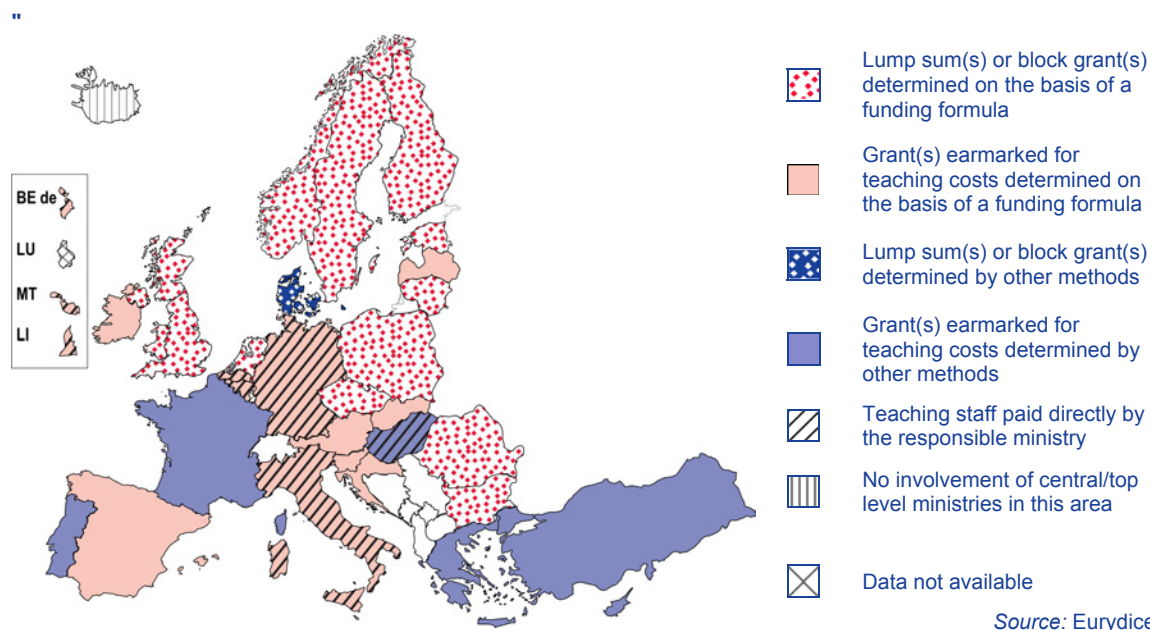 "
BE de
LU
MT
LI
Lump sum(s) or block grant(s)
determined on the basis of a
funding formula
Grant(s) earmarked for
teaching costs determined on
the basis of a funding formula
Lump sum(s) or block grant(s)
determined by other methods
Grant(s) earmarked for
teaching costs determined by
other methods
Teaching staff paid directly by
the responsible ministry
No involvement of central/top
level ministries in this area
Data not available
Source: Eurydice